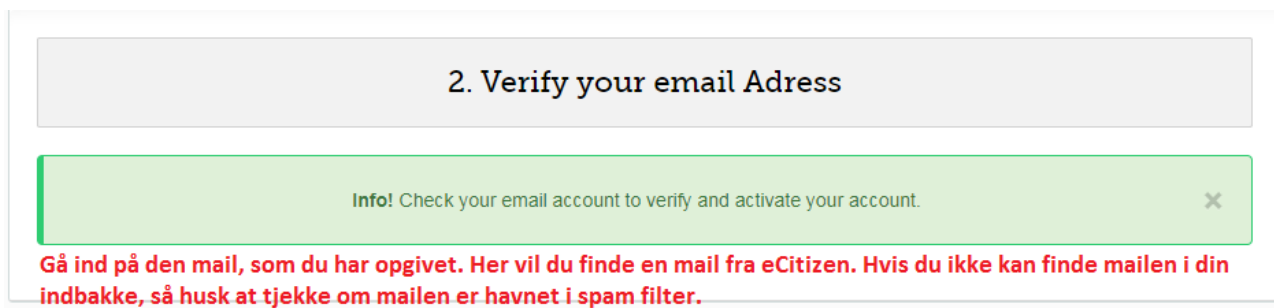 2. Verify your email Adress
Info! Check your email account to verify and activate your account.
×
Gå ind på den mail, som du har opgivet. Her vil du finde en mail fra eCitizen. Hvis du ikke kan finde mailen i din
indbakke, så husk at tjekke om mailen er havnet i spam filter.